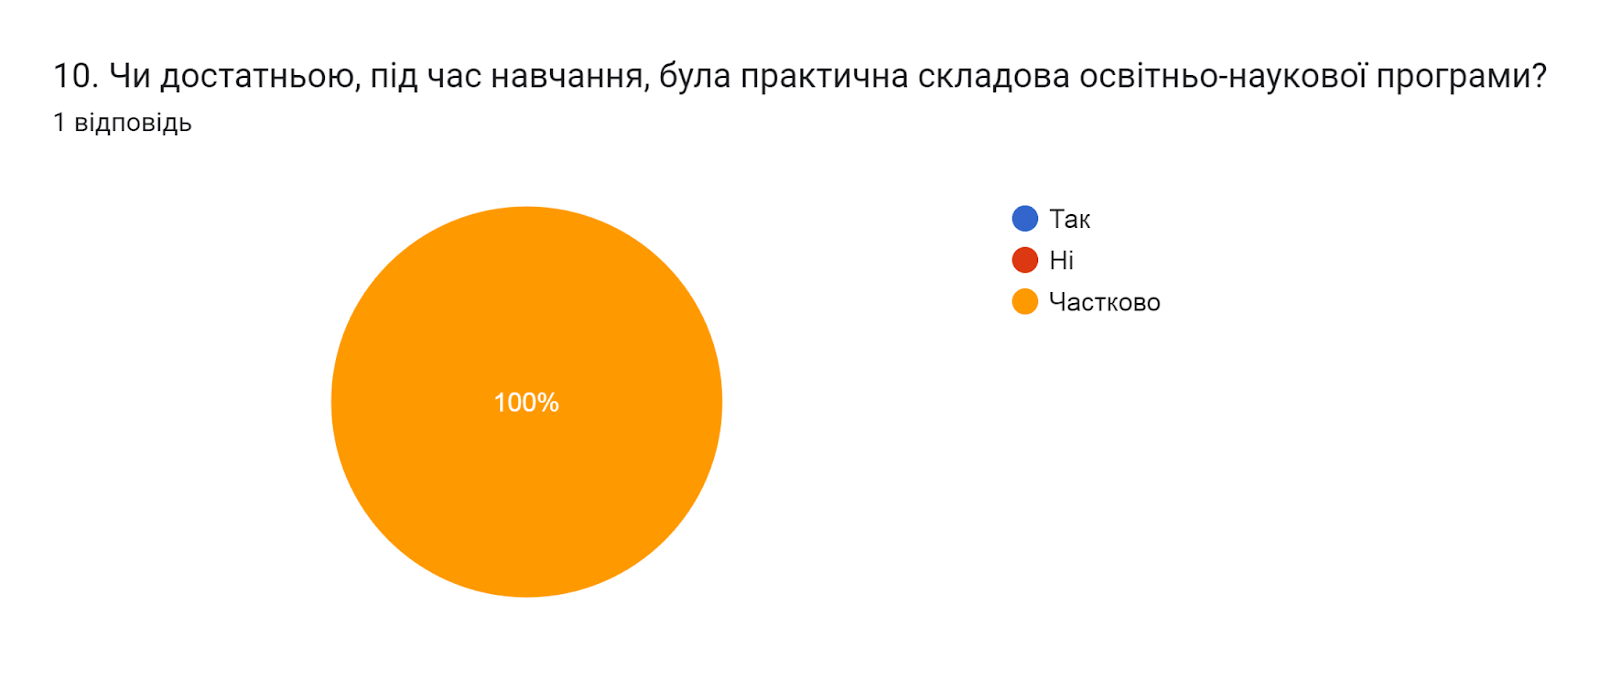 10. Чи достатньою, під час навчання, була практична складова освітньо-наукової програми?
1 відповідь
Так
Ні
Частково
100%